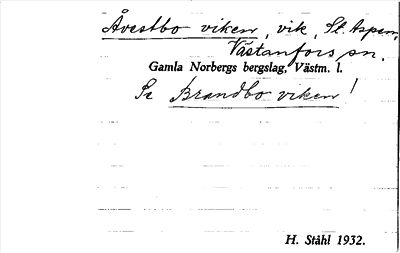 Åvestbo viken, vik, St. Aspen,
Västanfors sn.
Gamla Norbergs bergslag, Västm. l.
Se Brandbo viken!
H. Ståhl 1932.